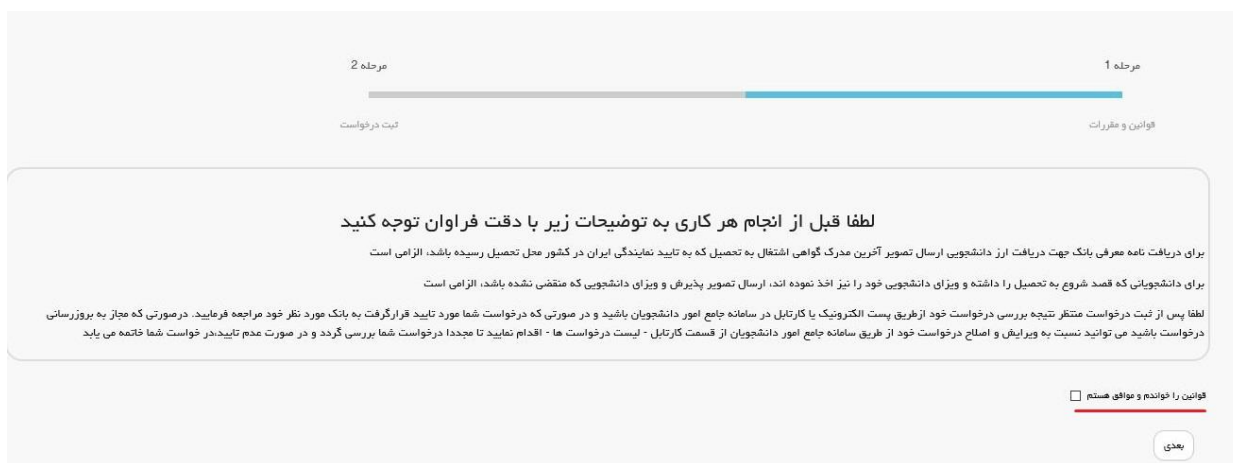 مرحله 1
مرحله 2
قوانین و مقررات
ثبت درخواست
لطفا قبل از انجام هر کاری به توضیحات زیر با دقت فراوان توجه کنید
برای دریافت نامه معرفی بانک جهت دریافت ارز دانشجویی ارسال تصویر آخرین مدرک گواهی اشتغال به تحصیل که به تایید نمایندگی ایران در کشور محل تحصیل رسیده باشد، الزامی است
برای دانشجویانی که قصد شروع به تحصیل را داشته و ویزای دانشجویی خود را نیز اخذ نموده اند، ارسال تصویر پذیرش و ویزای دانشجویی که منقضی نشده باشد، الزامی است
لطفا پس از ثبت درخواست منتظر نتیجه بررسی درخواست خود ازطریق پست الکترونیک یا کارتابل در سامانه جامع امور دانشجویان باشید و در صورتی که درخواست شما مورد تایید قرارگرفت به بانک مورد نظر خود مراجعه فرمایید. درصورتی که مجاز به بروزرسانی
درخواست باشید می توانید نسبت به ویرایش و اصلاح درخواست خود از طریق سامانه جامع امور دانشجویان از قسمت کارتابل - لیست درخواست ها - اقدام نمایید تا مجددا درخواست شما بررسی گردد و در صورت عدم تایید،در خواست شما خاتمه می یابد
قوانین را خواندم و موافق هستم
بعدی